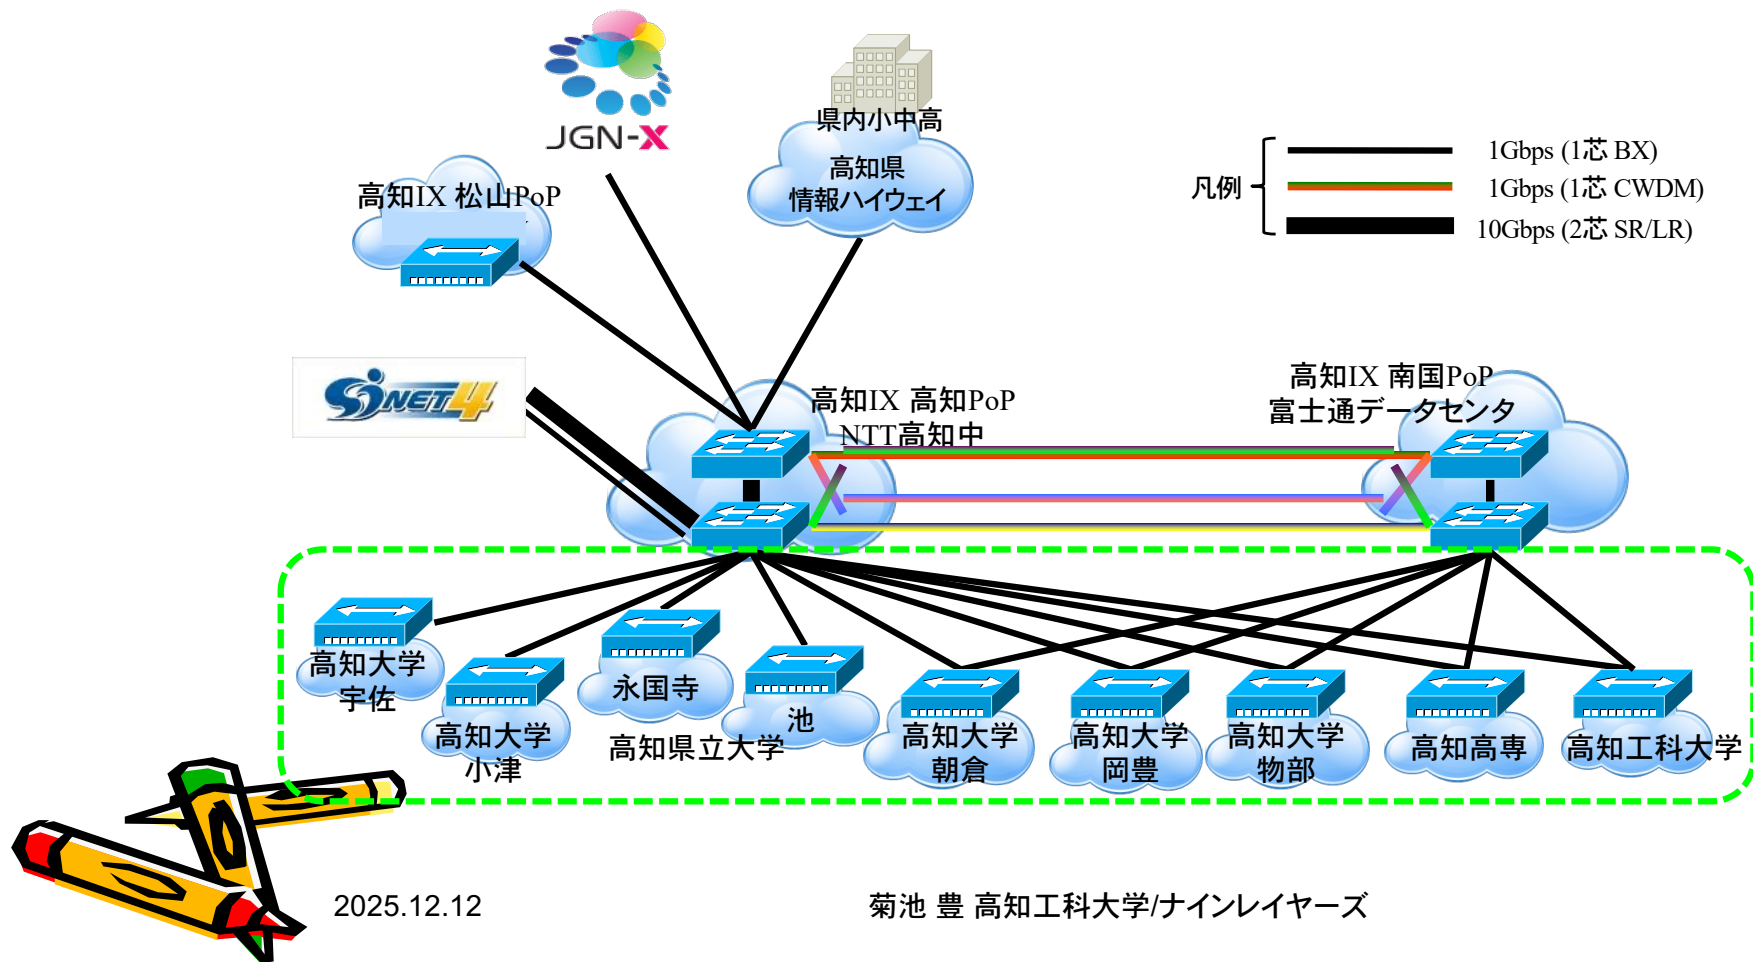 JGN-X
県内小中高
高知県
情報ハイウェイ
高知IX 松山PoP
凡例
1Gbps (1芯 BX)
1Gbps (1芯 CWDM)
10Gbps (2芯 SR/LR)
SINET4
高知IX 高知PoP
NTT高知中
高知IX 南国PoP
富士通データセンタ
高知大学
宇佐
高知大学
小津
永国寺
池
高知県立大学
高知大学
朝倉
高知大学
岡豊
高知大学
物部
高知高専
高知工科大学
2025.12.12
菊池 豊 高知工科大学/ナインレイヤーズ